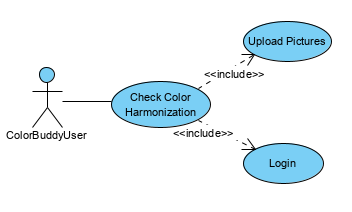 Upload Pictures
<<include>>
Check Color
Harmonization
<<include>>
ColorBuddyUser
Login